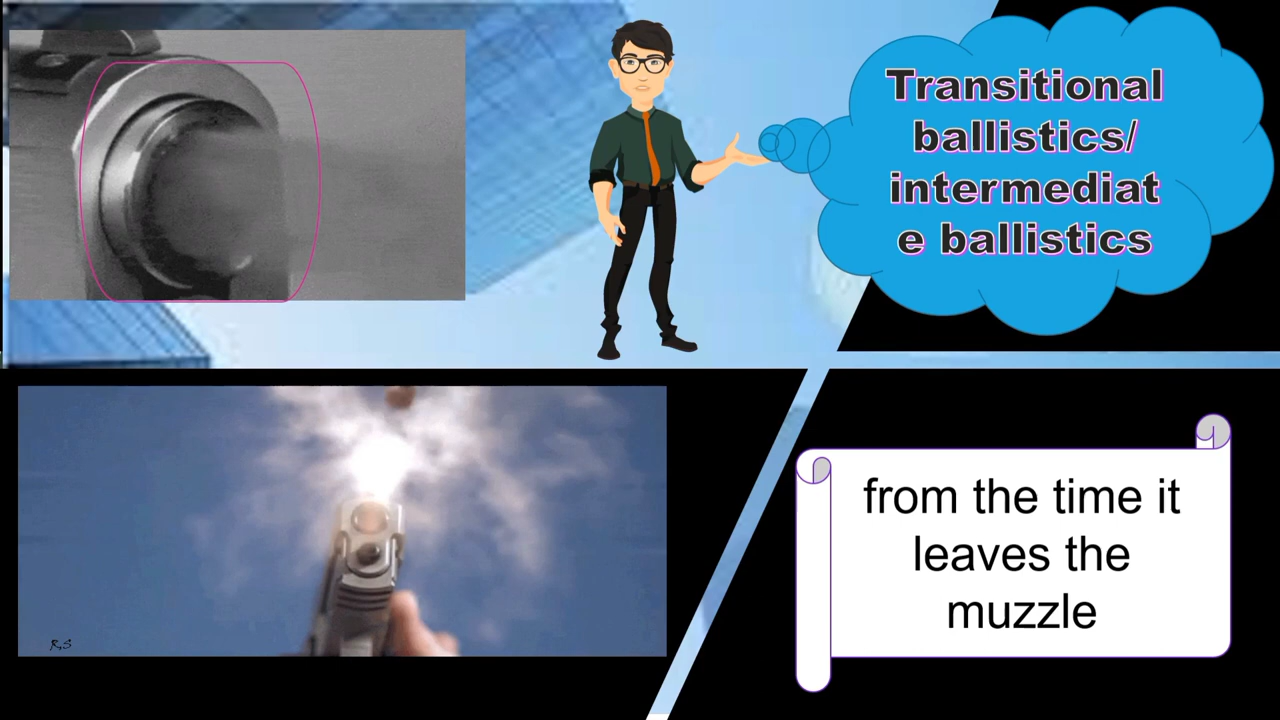 Transitional
ballistics/
intermediat
e ballistics
from the time it
leaves the
muzzle
R,S